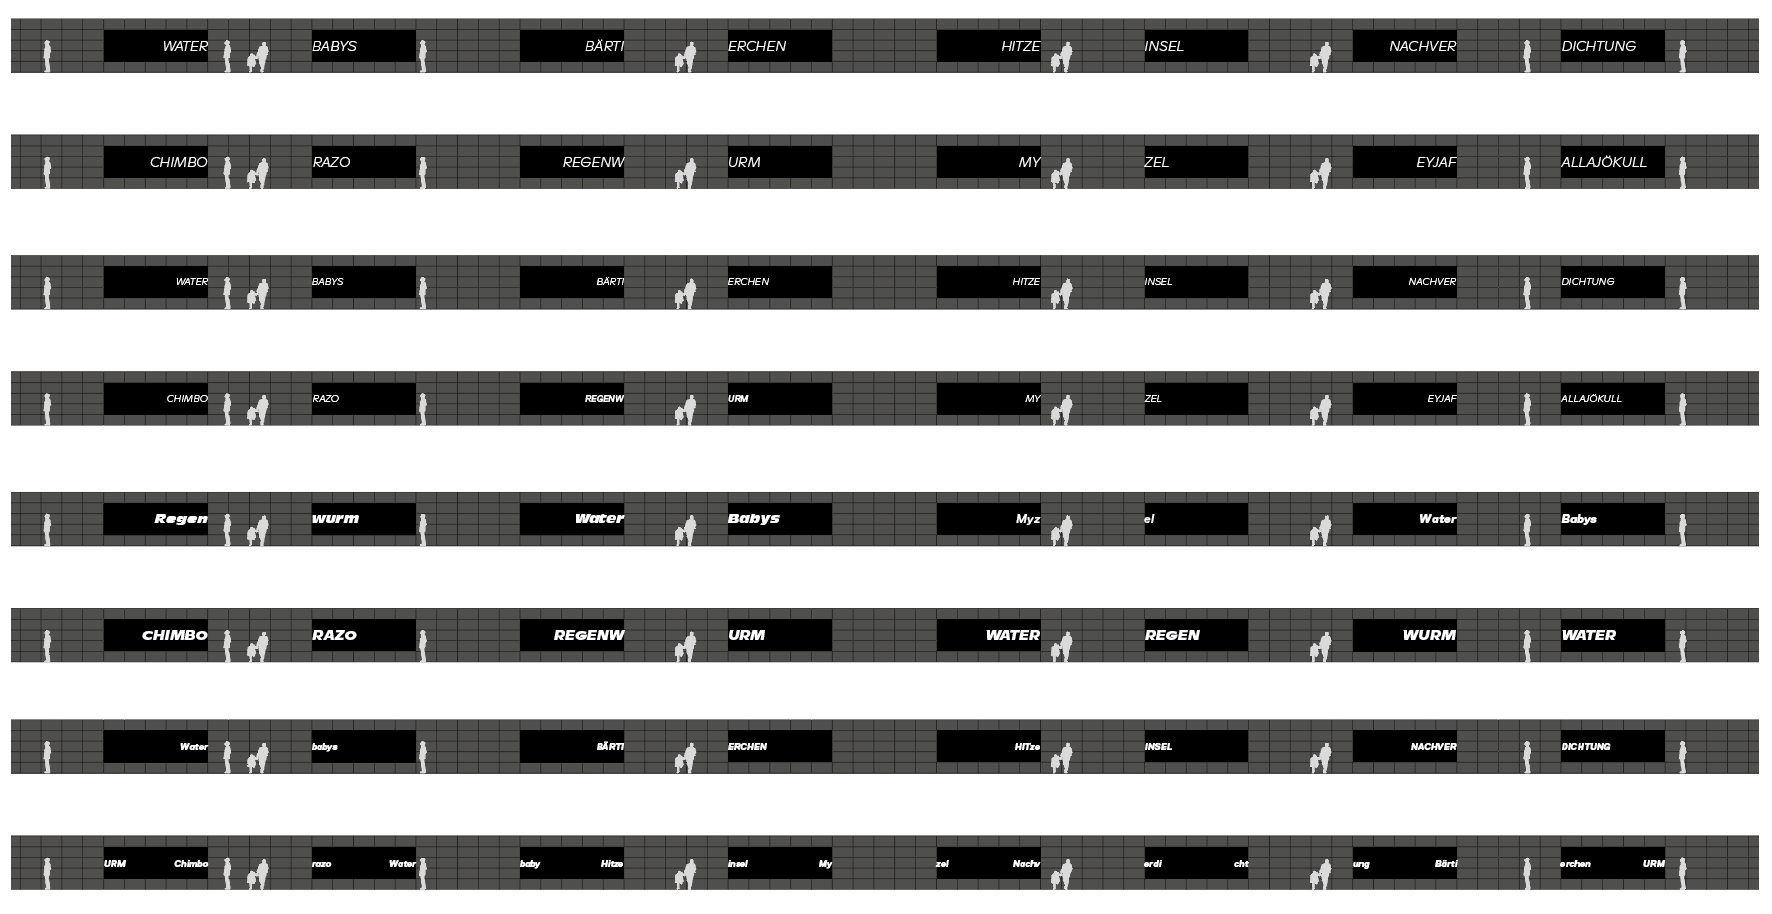 WATER BABYS BÄRTI ERCHEN HITZE INSEL NACHVER DICHTUNG
CHIMBO RAZO REGENW URM MY ZEL EYJAF ALLAJÖKULL
WATER BABYS BÄRTI ERCHEN HITZE INSEL NACHVER DICHTUNG
CHIMBO RAZO REGENW URM MY ZEL EYJAF ALLAJÖKULL
Regen wurm Water Babys Myz el Water Babys
CHIMBO RAZO REGENW URM WATER REGEN WURM WATER
Water babys BÄRTI ERCHEN HITze INSEL NACHVER DICHTUNG
URM Chimbo razo Water baby Hitze insel My zel Nachv erdi cht ung Bärti erchen URM